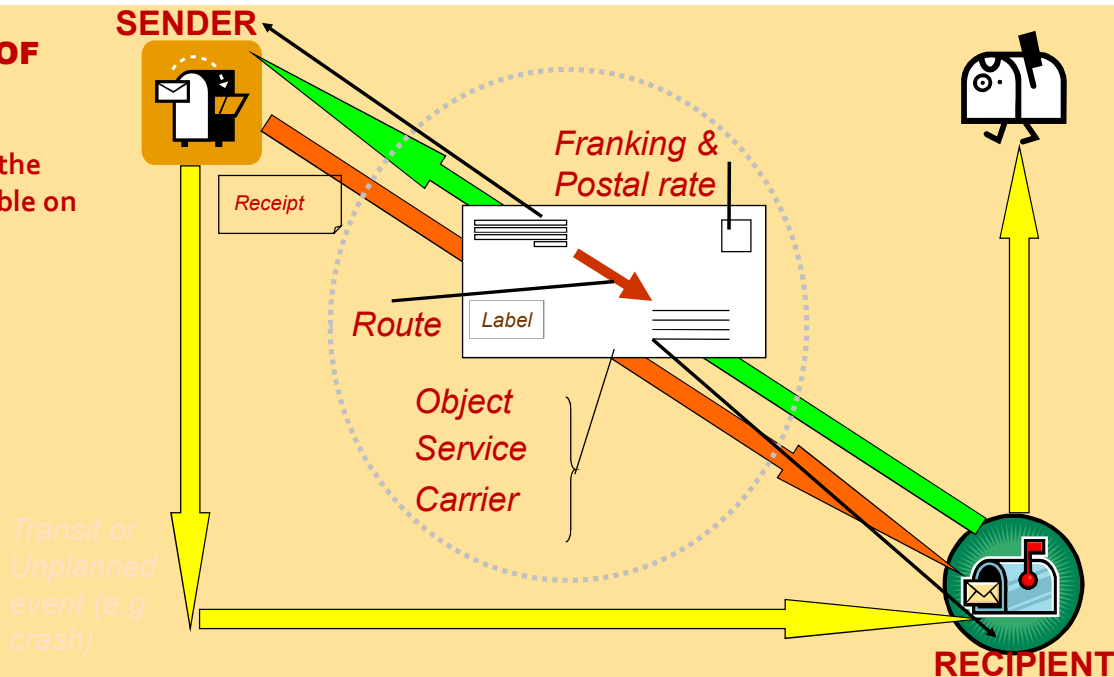 SENDER
OF
the
ble on
Receipt
Franking &
Postal rate
Route
Label
Object
Service
Carrier
Transit or
Unplanned
event (e.g.
crash)
RECIPIENT